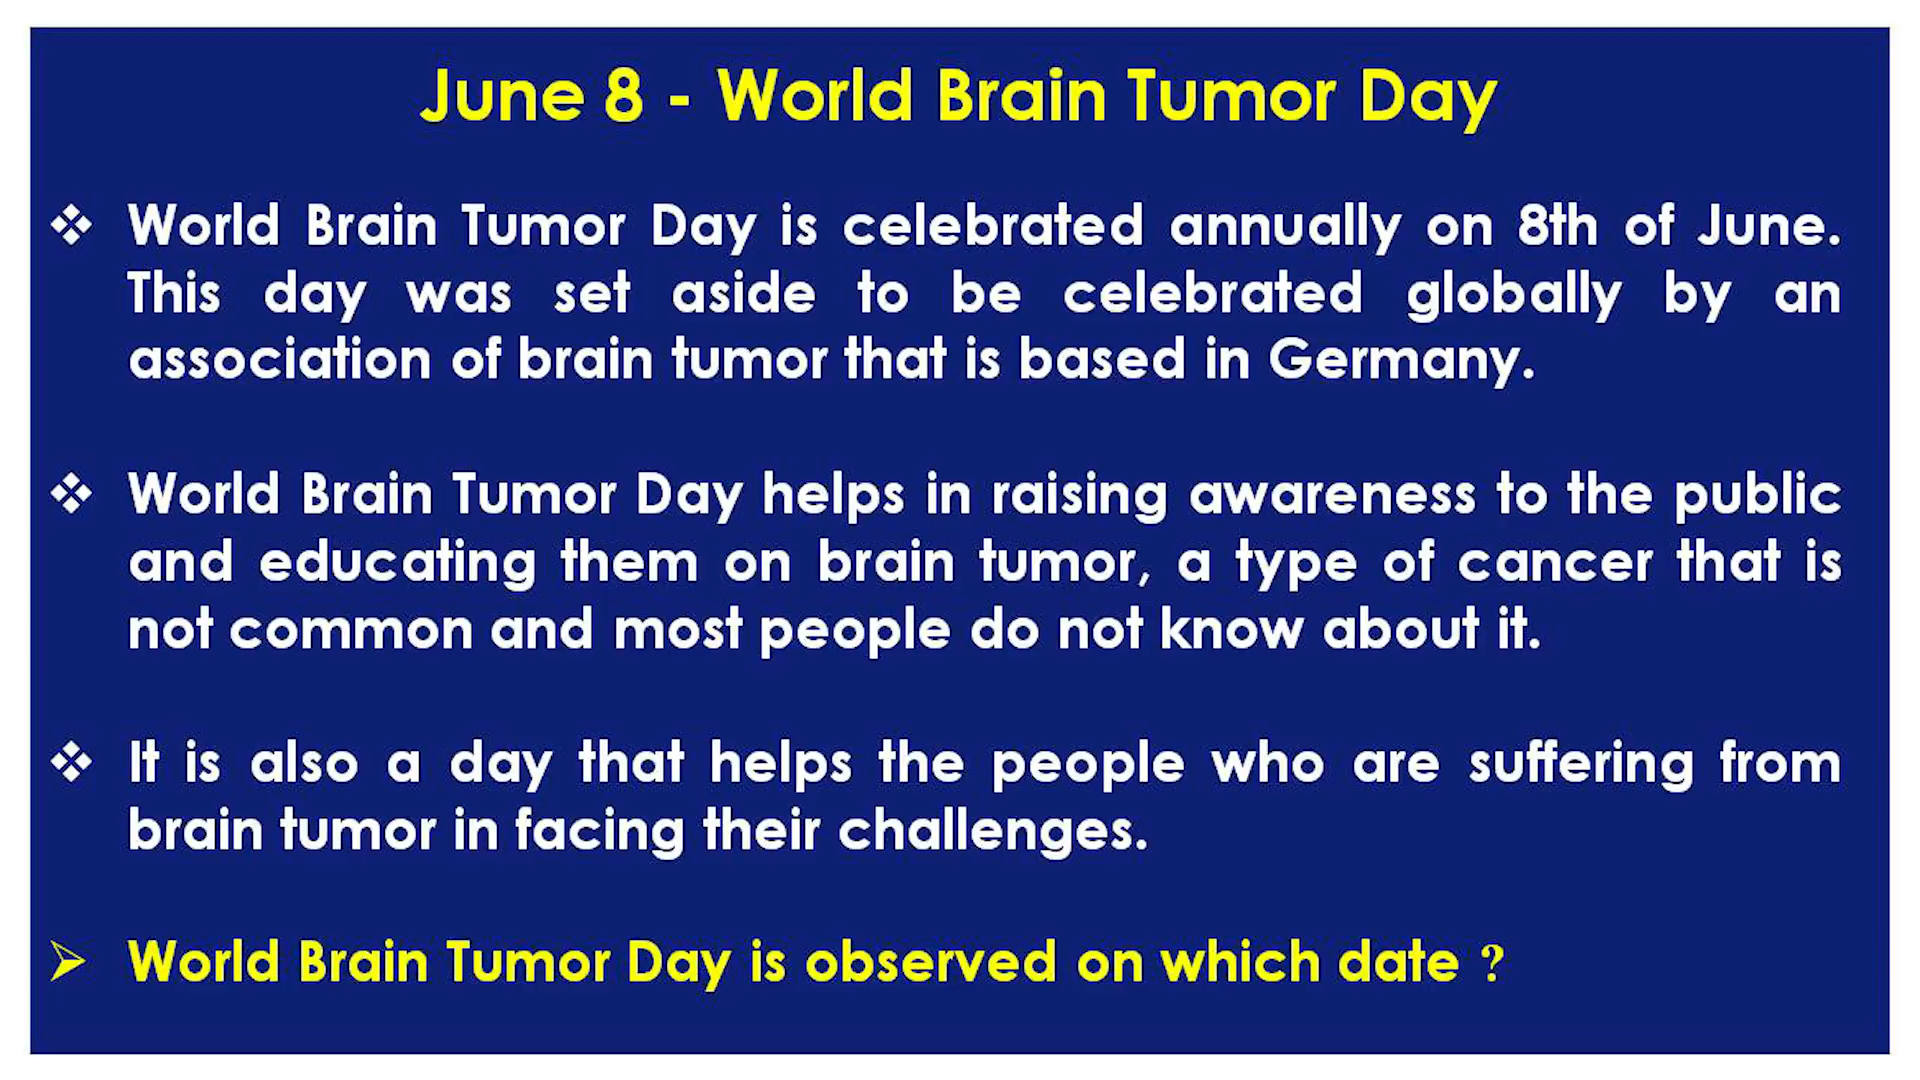 June 8 - World Brain Tumor Day
❖ World Brain Tumor Day is celebrated annually on 8th of June.
This day was set aside to be celebrated globally by an
association of brain tumor that is based in Germany.
❖ World Brain Tumor Day helps in raising awareness to the public
and educating them on brain tumor, a type of cancer that is
not common and most people do not know about it.
❖ It is also a day that helps the people who are suffering from
brain tumor in facing their challenges.
➢ World Brain Tumor Day is observed on which date ?